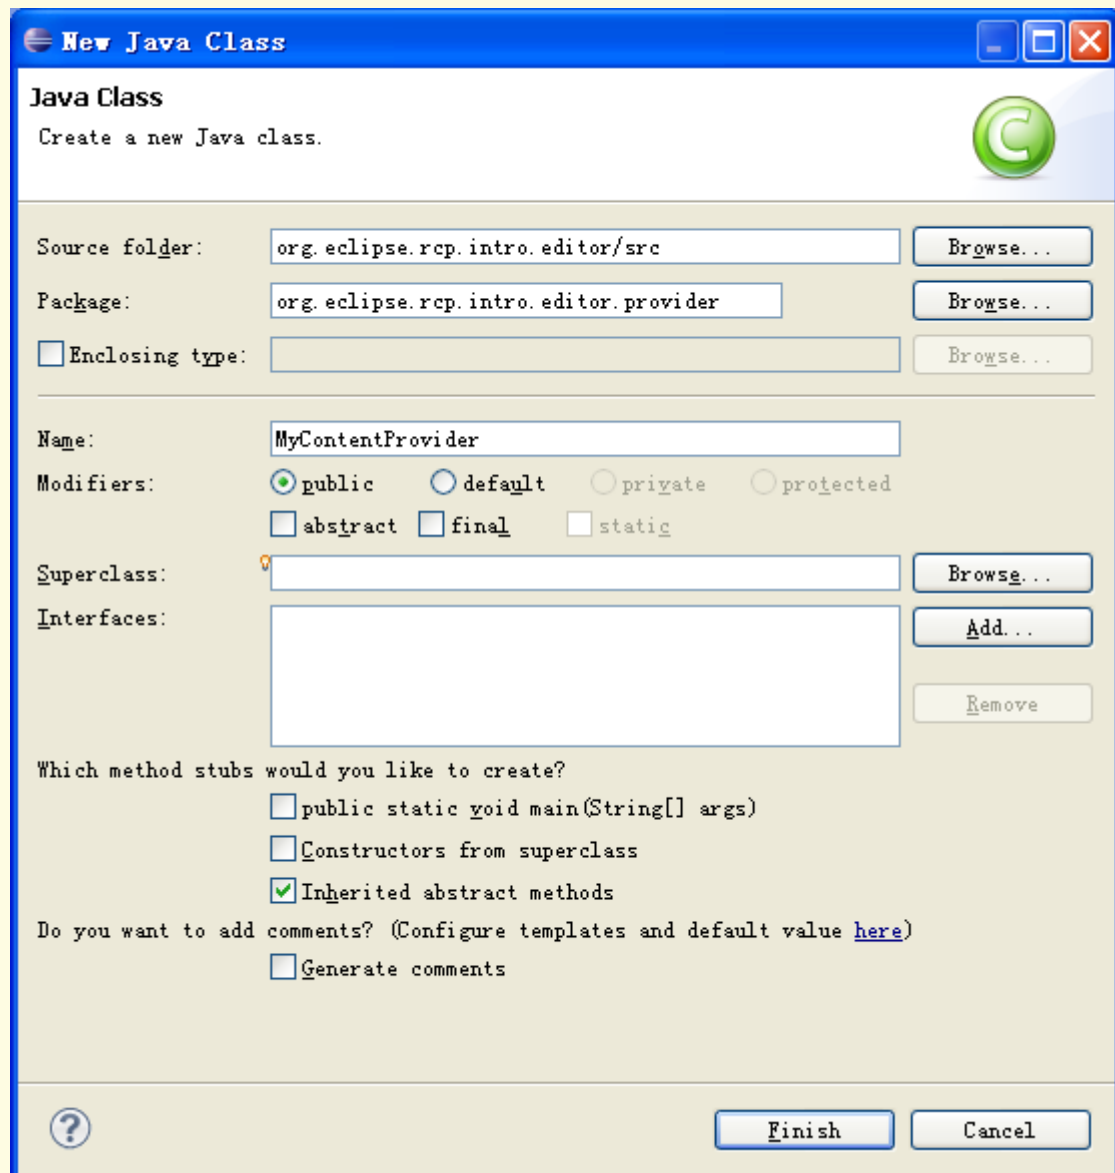 New Java Class
Java Class
Create a new Java class.
C
Source folder: org.eclipse.rcp.intro.editor/src Browse...
Package: org.eclipse.rcp.intro.editor.provider Browse...
Enclosing type: Browse...
Name: MyContentProvider
Modifiers: public default private protected
abstract final static
Superclass: Browse...
Interfaces: Add...
Remove
Which method stubs would you like to create?
public static void main(String[] args)
Constructors from superclass
Inherited abstract methods
Do you want to add comments? (Configure templates and default value here)
Generate comments
? Finish Cancel